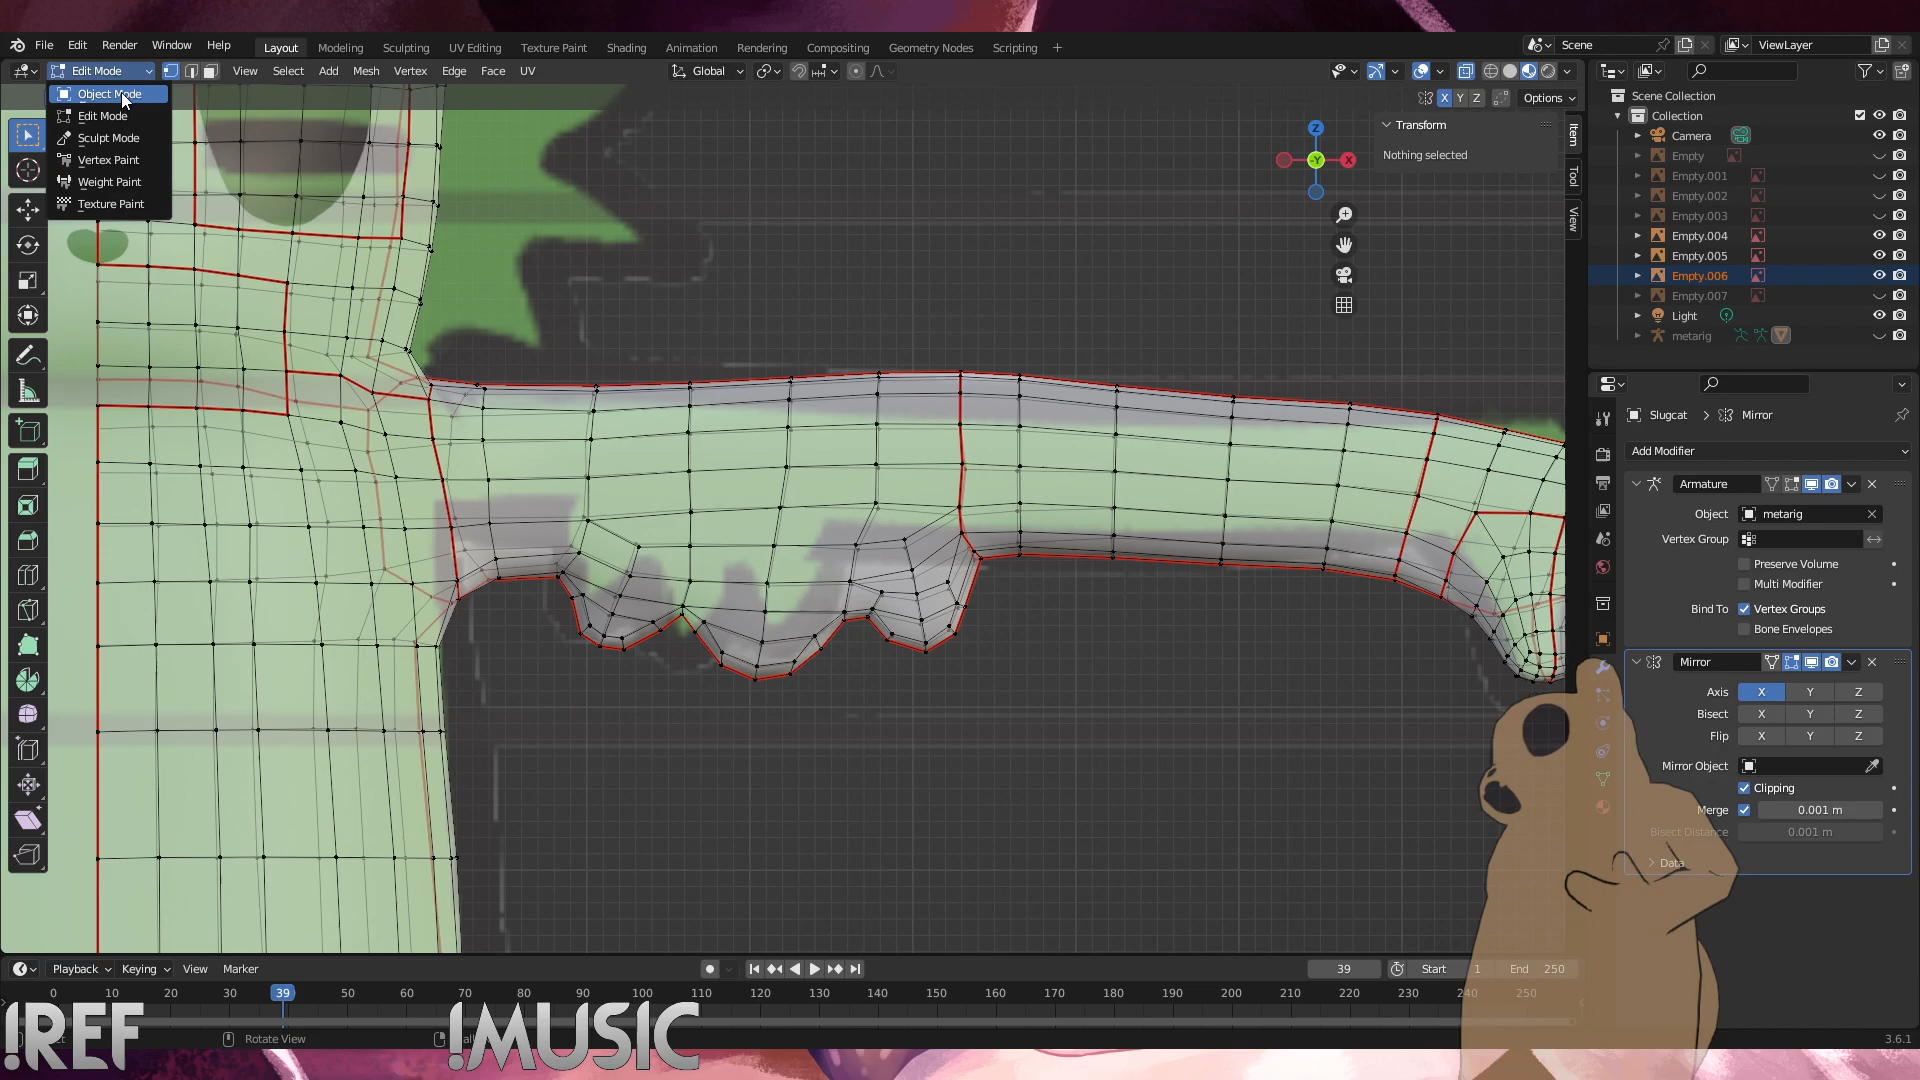 File Edit Render Window Help Layout Modeling Sculpting UV Editing Texture Paint Shading Animation Rendering Compositing Geometry Nodes Scripting + Scene ViewLayer
Edit Mode View Select Add Mesh Vertex Edge Face UV Global
Object Mode
Edit Mode
Sculpt Mode
Vertex Paint
Weight Paint
Texture Paint
X Y Z Options
Transform
Nothing selected
Item
Tool
View
Z
-Y X
Scene Collection
Collection
Camera
Empty
Empty.001
Empty.002
Empty.003
Empty.004
Empty.005
Empty.006
Empty.007
Light
metarig
Slugcat > Mirror
Add Modifier
Armature
Object metarig
Vertex Group
Preserve Volume
Multi Modifier
Bind To Vertex Groups
Bone Envelopes
Mirror
Axis X Y Z
Bisect X Y Z
Flip X Y Z
Mirror Object
Clipping
Merge 0.001 m
Bisect Distance 0.001 m
Data
Playback Keying View Marker 39 Start 1 End 250
0 10 20 30 39 50 60 70 80 90 100 110 120 130 140 150 160 170 180 190 200 210 220 230 240 250
Rotate View 3.6.1
!REF !MUSIC